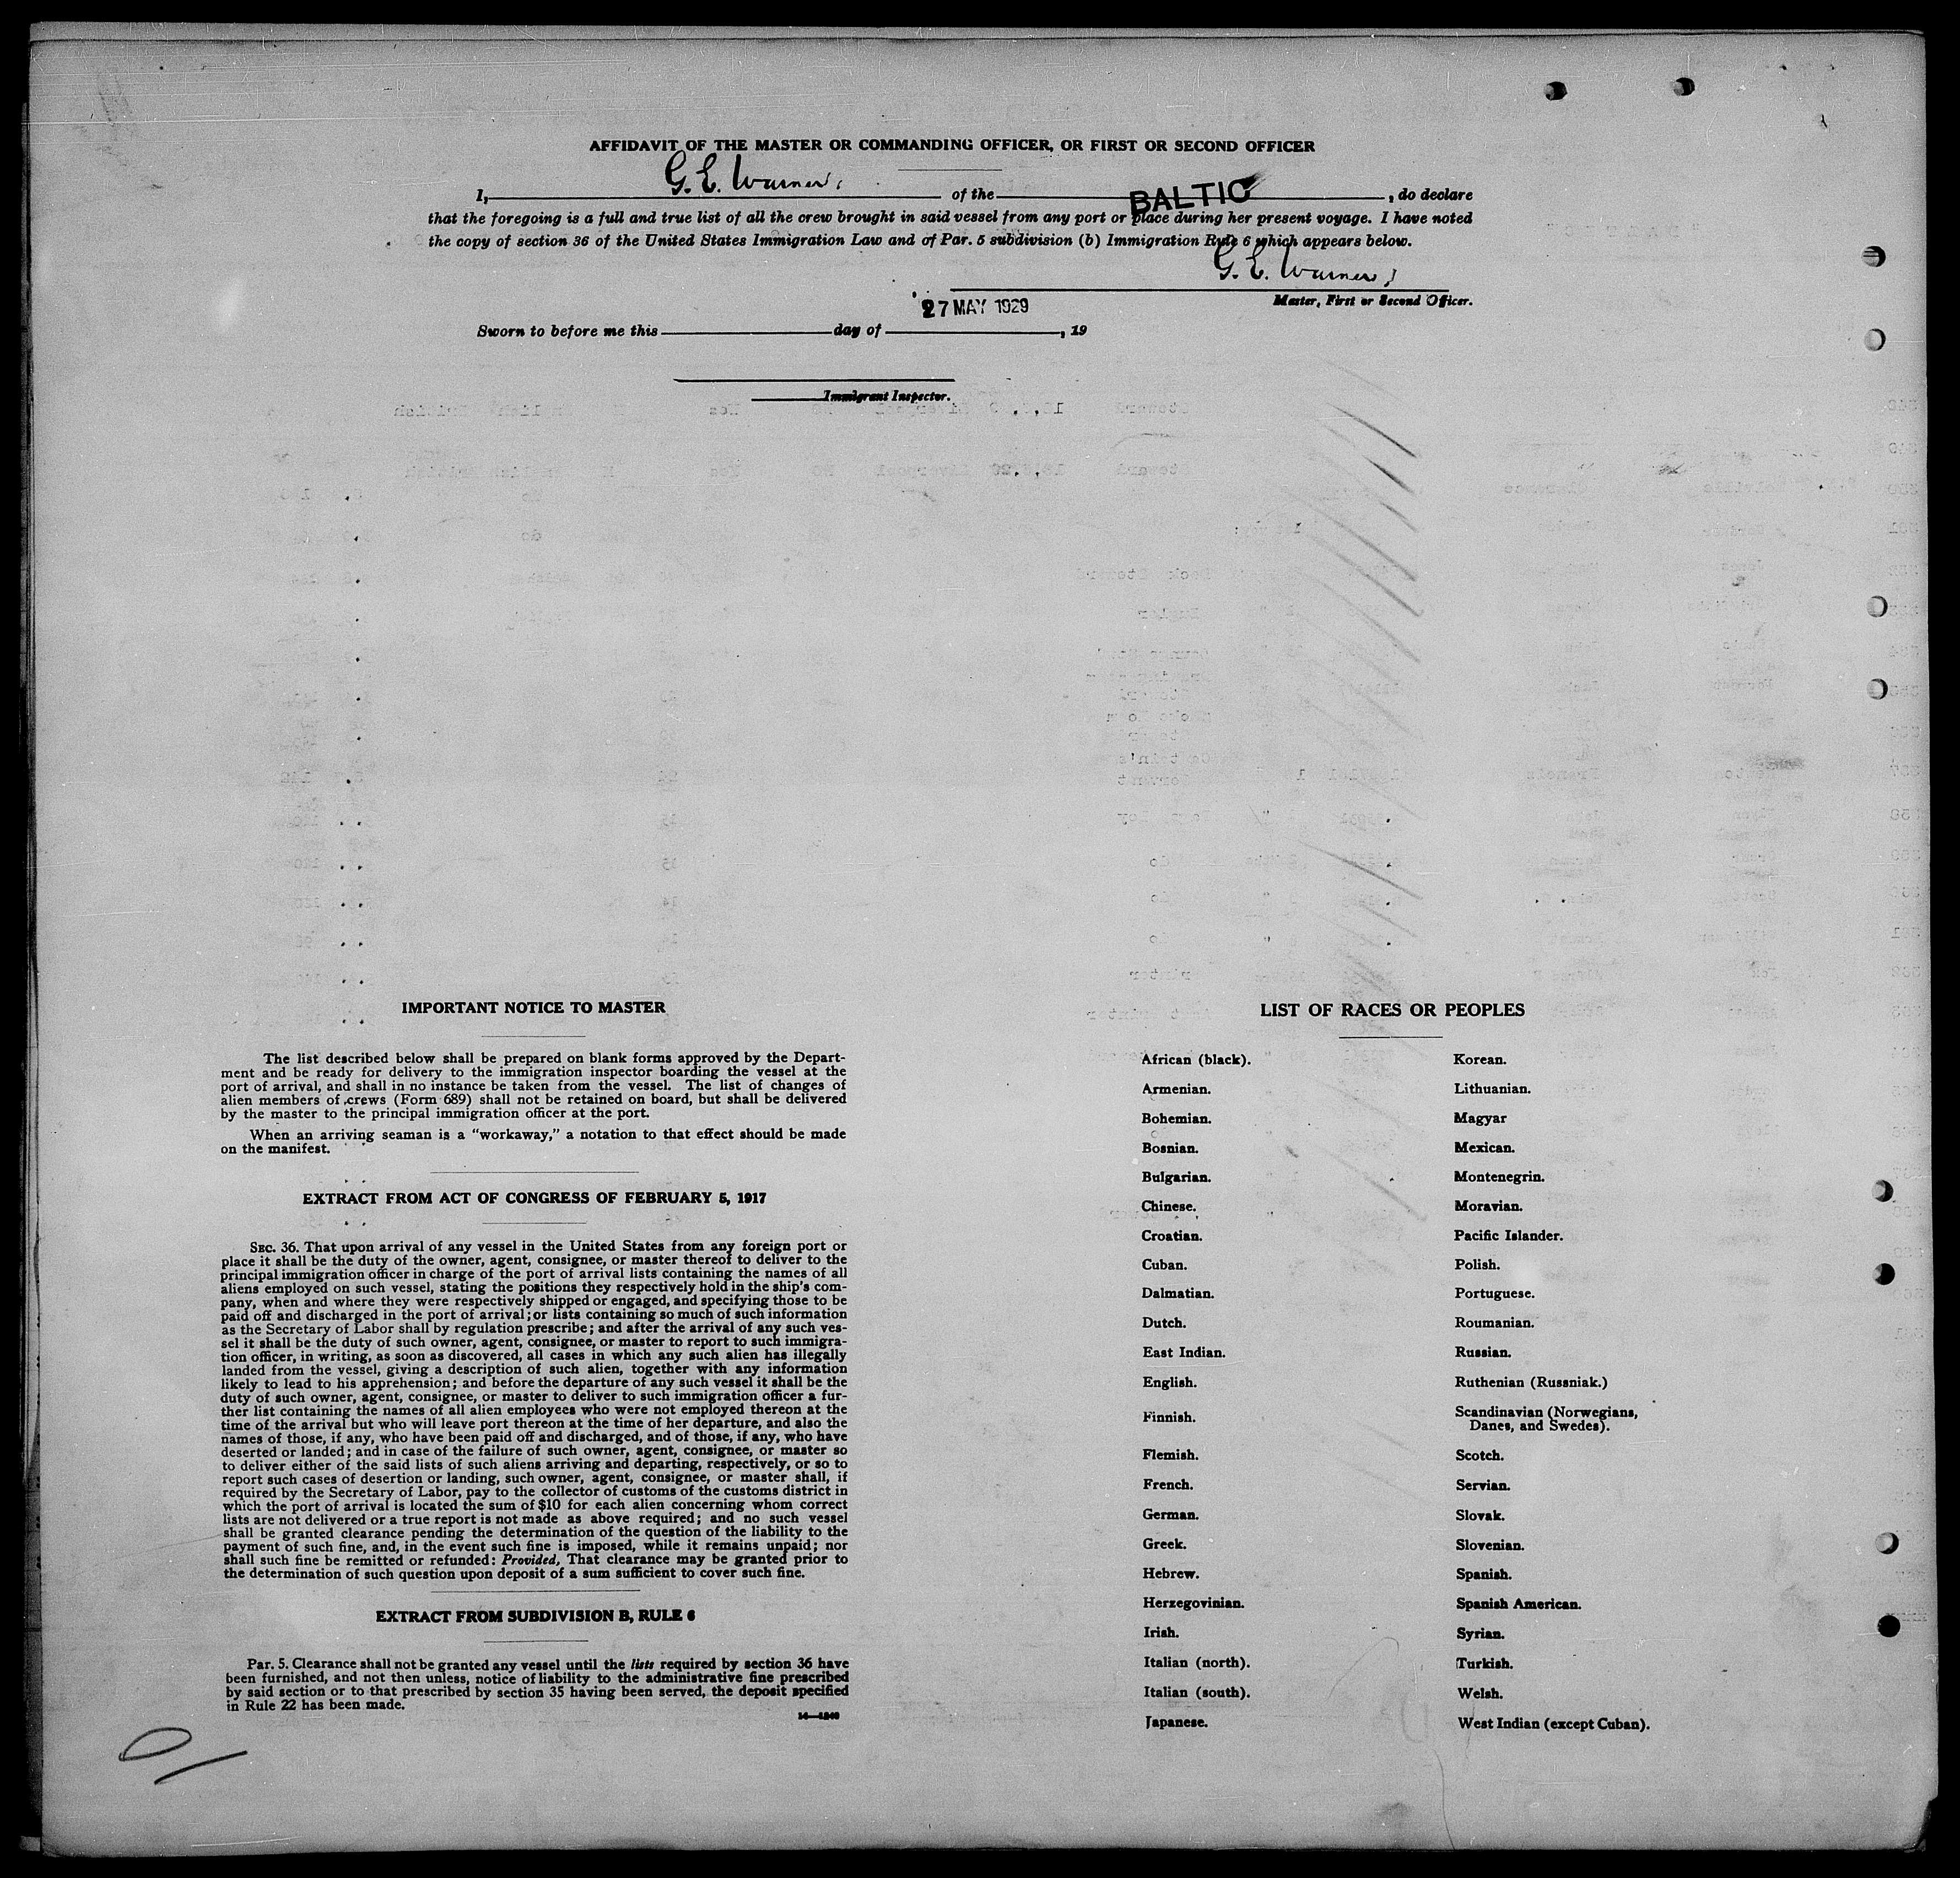 AFFIDAVIT OF THE MASTER OR COMMANDING OFFICER, OR FIRST OR SECOND OFFICER
I, G. E. Warner, of the BALTIC, do declare
that the foregoing is a full and true list of all the crew brought in said vessel from any port or place during her present voyage. I have noted
the copy of section 36 of the United States Immigration Law and of Par. 5 subdivision (b) Immigration Rule 6 which appears below.
G. E. Warner,
Master, First or Second Officer.
27 MAY 1929
Sworn to before me this day of , 19
Immigrant Inspector.
IMPORTANT NOTICE TO MASTER
The list described below shall be prepared on blank forms approved by the Depart-
ment and be ready for delivery to the immigration inspector boarding the vessel at the
port of arrival, and shall in no instance be taken from the vessel. The list of changes of
alien members of crews (Form 689) shall not be retained on board, but shall be delivered
by the master to the principal immigration officer at the port.
When an arriving seaman is a "workaway," a notation to that effect should be made
on the manifest.
EXTRACT FROM ACT OF CONGRESS OF FEBRUARY 5, 1917
SEC. 36. That upon arrival of any vessel in the United States from any foreign port or
place it shall be the duty of the owner, agent, consignee, or master thereof to deliver to the
principal immigration officer in charge of the port of arrival lists containing the names of all
aliens employed on such vessel, stating the positions they respectively hold in the ship's com-
pany, when and where they were respectively shipped or engaged, and specifying those to be
paid off and discharged in the port of arrival; or lists containing so much of such information
as the Secretary of Labor shall by regulation prescribe; and after the arrival of any such ves-
sel it shall be the duty of such owner, agent, consignee, or master to report to such immigra-
tion officer, in writing, as soon as discovered, all cases in which any such alien has illegally
landed from the vessel, giving a description of such alien, together with any information
likely to lead to his apprehension; and before the departure of any such vessel it shall be the
duty of such owner, agent, consignee, or master to deliver to such immigration officer a fur-
ther list containing the names of all alien employees who were not employed thereon at the
time of the arrival but who will leave port thereon at the time of her departure, and also the
names of those, if any, who have been paid off and discharged, and of those, if any, who have
deserted or landed; and in case of the failure of such owner, agent, consignee, or master so
to deliver either of the said lists of such aliens arriving and departing, respectively, or so to
report such cases of desertion or landing, such owner, agent, consignee, or master shall, if
required by the Secretary of Labor, pay to the collector of customs of the customs district in
which the port of arrival is located the sum of $10 for each alien concerning whom correct
lists are not delivered or a true report is not made as above required; and no such vessel
shall be granted clearance pending the determination of the question of the liability to the
payment of such fine, and, in the event such fine is imposed, while it remains unpaid; nor
shall such fine be remitted or refunded: Provided, That clearance may be granted prior to
the determination of such question upon deposit of a sum sufficient to cover such fine.
EXTRACT FROM SUBDIVISION B, RULE 6
Par. 5. Clearance shall not be granted any vessel until the lists required by section 36 have
been furnished, and not then unless, notice of liability to the administrative fine prescribed
by said section or to that prescribed by section 35 having been served, the deposit specified
in Rule 22 has been made.
LIST OF RACES OR PEOPLES
African (black).
Armenian.
Bohemian.
Bosnian.
Bulgarian.
Chinese.
Croatian.
Cuban.
Dalmatian.
Dutch.
East Indian.
English.
Finnish.
Flemish.
French.
German.
Greek.
Hebrew.
Herzegovinian.
Irish.
Italian (north).
Italian (south).
Japanese.
Korean.
Lithuanian.
Magyar
Mexican.
Montenegrin.
Moravian.
Pacific Islander.
Polish.
Portuguese.
Roumanian.
Russian.
Ruthenian (Russniak.)
Scandinavian (Norwegians,
Danes, and Swedes).
Scotch.
Servian.
Slovak.
Slovenian.
Spanish.
Spanish American.
Syrian.
Turkish.
Welsh.
West Indian (except Cuban).